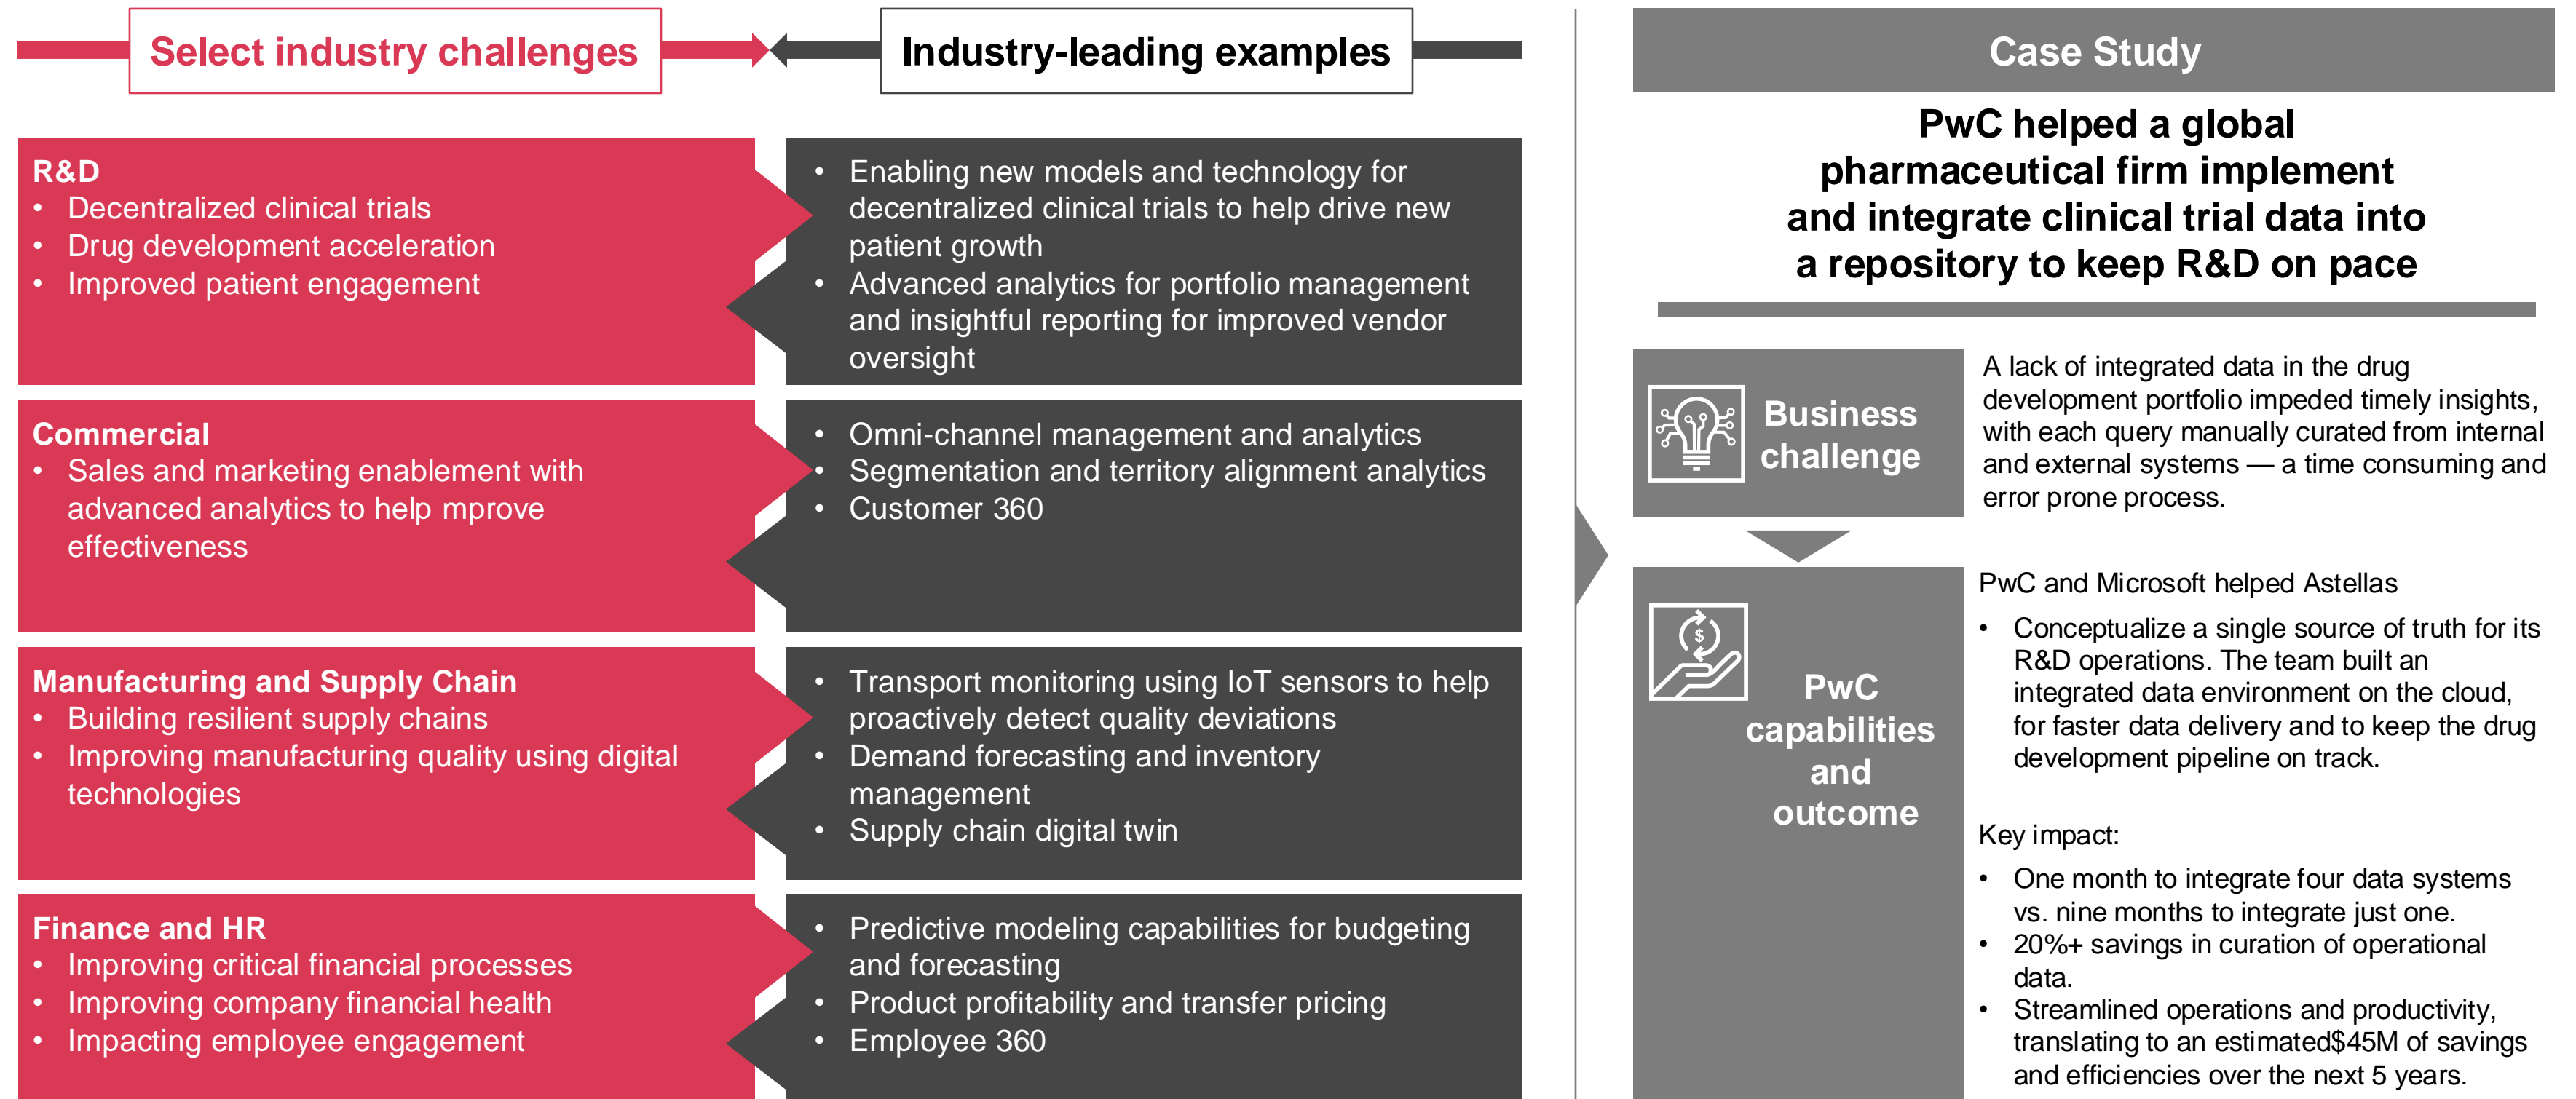 Select industry challenges
Industry-leading examples
R&D
• Decentralized clinical trials
• Drug development acceleration
• Improved patient engagement
• Enabling new models and technology for
decentralized clinical trials to help drive new
patient growth
• Advanced analytics for portfolio management
and insightful reporting for improved vendor
oversight
Commercial
• Sales and marketing enablement with
advanced analytics to help mprove
effectiveness
• Omni-channel management and analytics
• Segmentation and territory alignment analytics
• Customer 360
Manufacturing and Supply Chain
• Building resilient supply chains
• Improving manufacturing quality using digital
technologies
• Transport monitoring using IoT sensors to help
proactively detect quality deviations
• Demand forecasting and inventory
management
• Supply chain digital twin
Finance and HR
• Improving critical financial processes
• Improving company financial health
• Impacting employee engagement
• Predictive modeling capabilities for budgeting
and forecasting
• Product profitability and transfer pricing
• Employee 360
Case Study
PwC helped a global
pharmaceutical firm implement
and integrate clinical trial data into
a repository to keep R&D on pace
Business
challenge
A lack of integrated data in the drug
development portfolio impeded timely insights,
with each query manually curated from internal
and external systems — a time consuming and
error prone process.
$
PwC
capabilities
and
outcome
PwC and Microsoft helped Astellas
• Conceptualize a single source of truth for its
R&D operations. The team built an
integrated data environment on the cloud,
for faster data delivery and to keep the drug
development pipeline on track.
Key impact:
• One month to integrate four data systems
vs. nine months to integrate just one.
• 20%+ savings in curation of operational
data.
• Streamlined operations and productivity,
translating to an estimated$45M of savings
and efficiencies over the next 5 years.